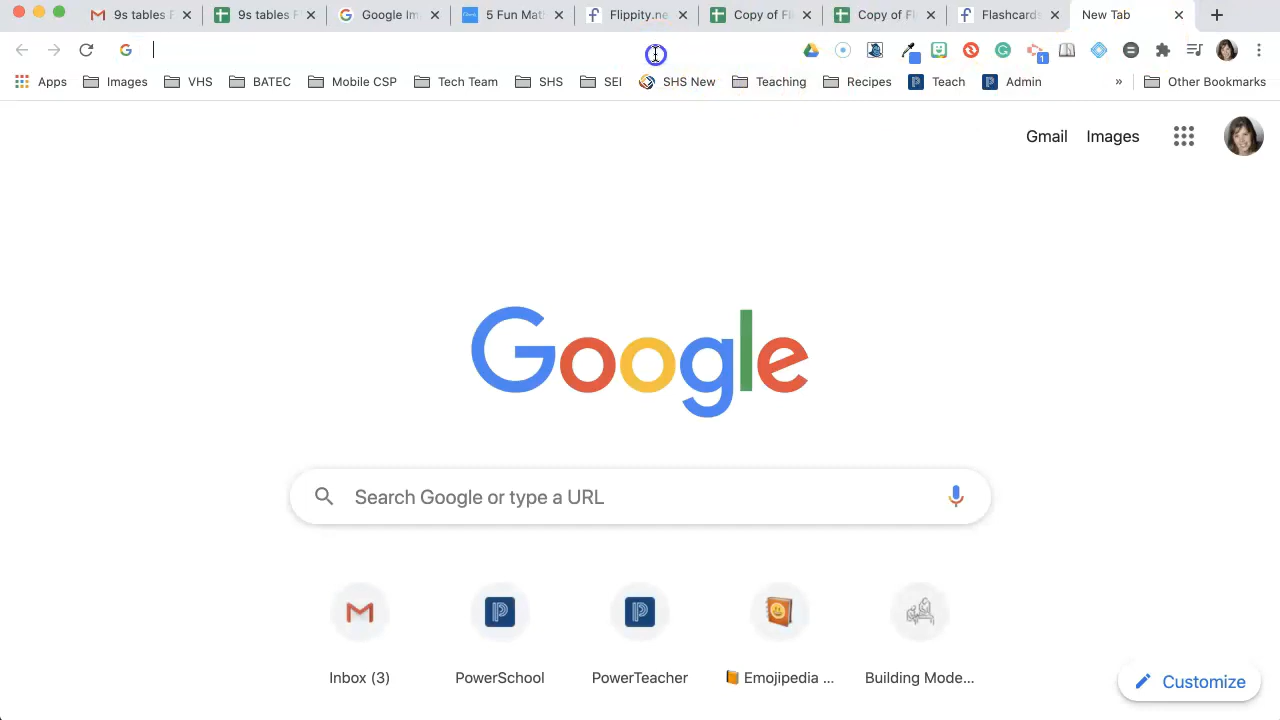 9s tables F 9s tables F Google Im 5 Fun Mat Flippity.ne Copy of Fl Copy of Fl Flashcards New Tab
Apps Images VHS BATEC Mobile CSP Tech Team SHS SEI SHS New Teaching Recipes Teach Admin » Other Bookmarks
Gmail Images
Google
Search Google or type a URL
Inbox (3) PowerSchool PowerTeacher Emojipedia ... Building Mode...
Customize